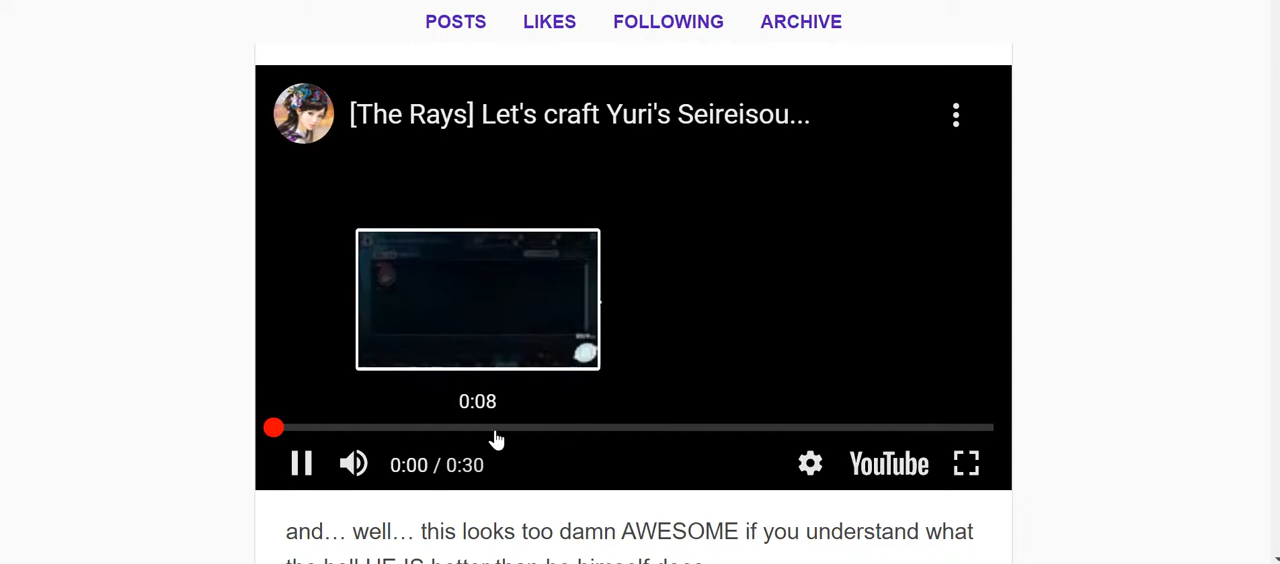 POSTS LIKES FOLLOWING ARCHIVE
[The Rays] Let's craft Yuri's Seireisou...
0:08
0:00 / 0:30
YouTube
and… well… this looks too damn AWESOME if you understand what